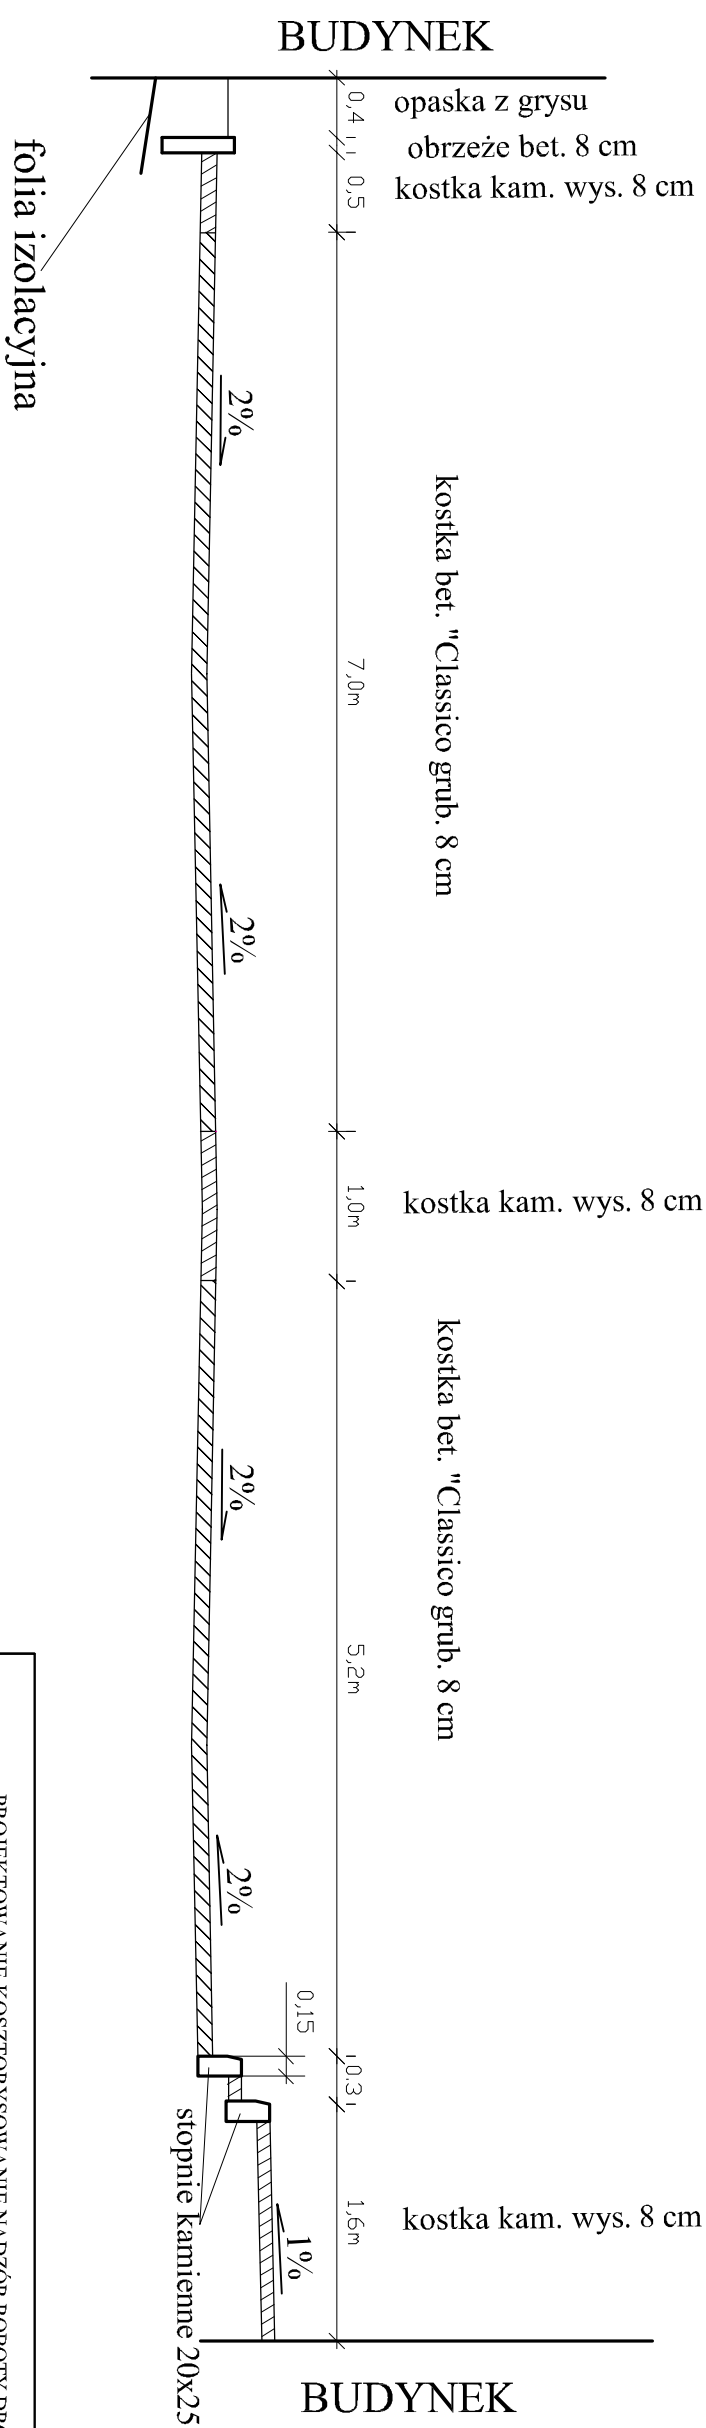 BUDYNEK
0,4
opaska z grysu
obrzeże bet. 8 cm
0,5
kostka kam. wys. 8 cm
folia izolacyjna
2%
kostka bet. "Classico grub. 8 cm
7,0m
2%
1,0m
kostka kam. wys. 8 cm
kostka bet. "Classico grub. 8 cm
2%
5,2m
2%
0,15
0.3
stopnie kamienne 20x25
1,6m
kostka kam. wys. 8 cm
1%
BUDYNEK